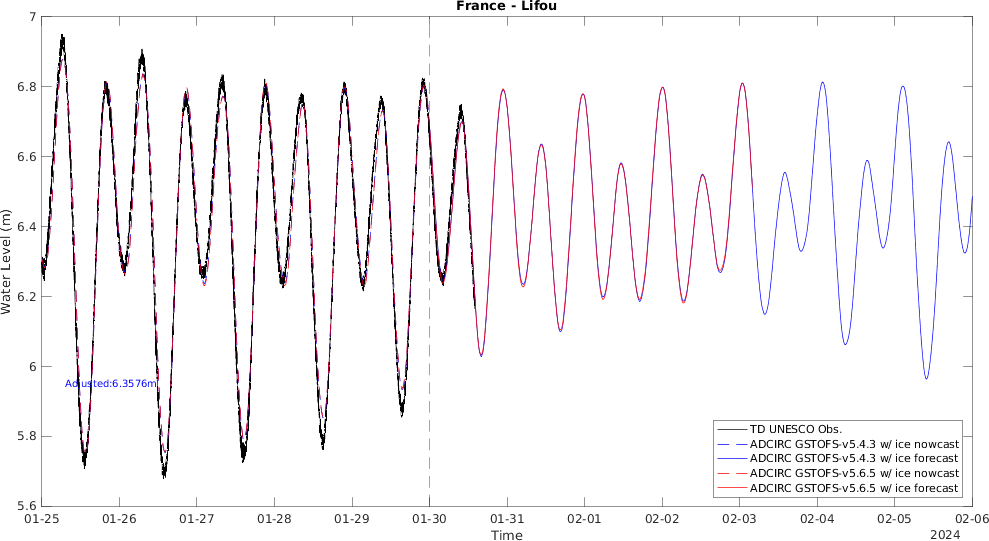 France - Lifou
7
6.8
6.6
6.4
6.2
6
5.8
5.6
Water Level (m)
Adjusted:6.3576m
TD UNESCO Obs.
ADCIRC GSTOFS-v5.4.3 w/ ice nowcast
ADCIRC GSTOFS-v5.4.3 w/ ice forecast
ADCIRC GSTOFS-v5.6.5 w/ ice nowcast
ADCIRC GSTOFS-v5.6.5 w/ ice forecast
01-25 01-26 01-27 01-28 01-29 01-30 01-31 02-01 02-02 02-03 02-04 02-05 02-06
Time
2024